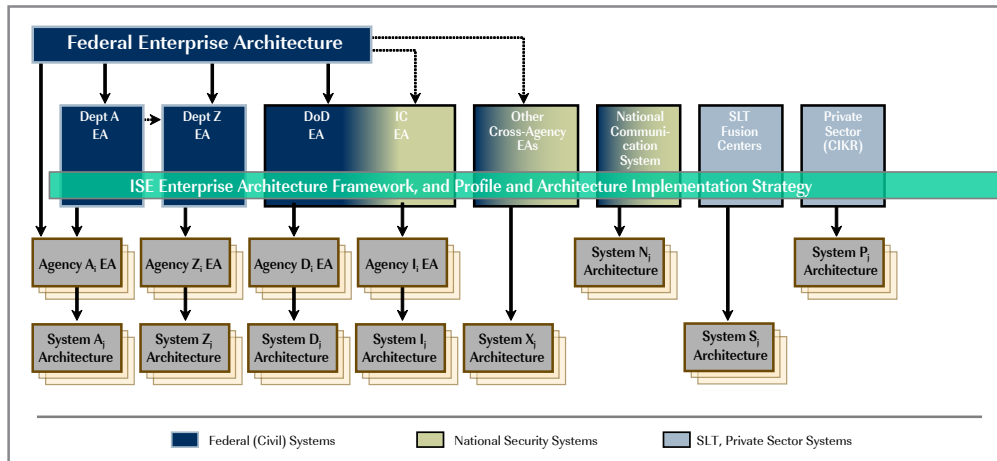 Federal Enterprise Architecture
Dept A
EA
Dept Z
EA
DoD
EA
IC
EA
Other
Cross-Agency
EAs
National
Communi-
cation
System
SLT
Fusion
Centers
Private
Sector
(CIKR)
ISE Enterprise Architecture Framework, and Profile and Architecture Implementation Strategy
Agency Ai EA
Agency Zi EA
Agency Di EA
Agency Ii EA
System Nj
Architecture
System Pj
Architecture
System Aj
Architecture
System Zj
Architecture
System Dj
Architecture
System Ij
Architecture
System Xj
Architecture
System Sj
Architecture
Federal (Civil) Systems
National Security Systems
SLT, Private Sector Systems